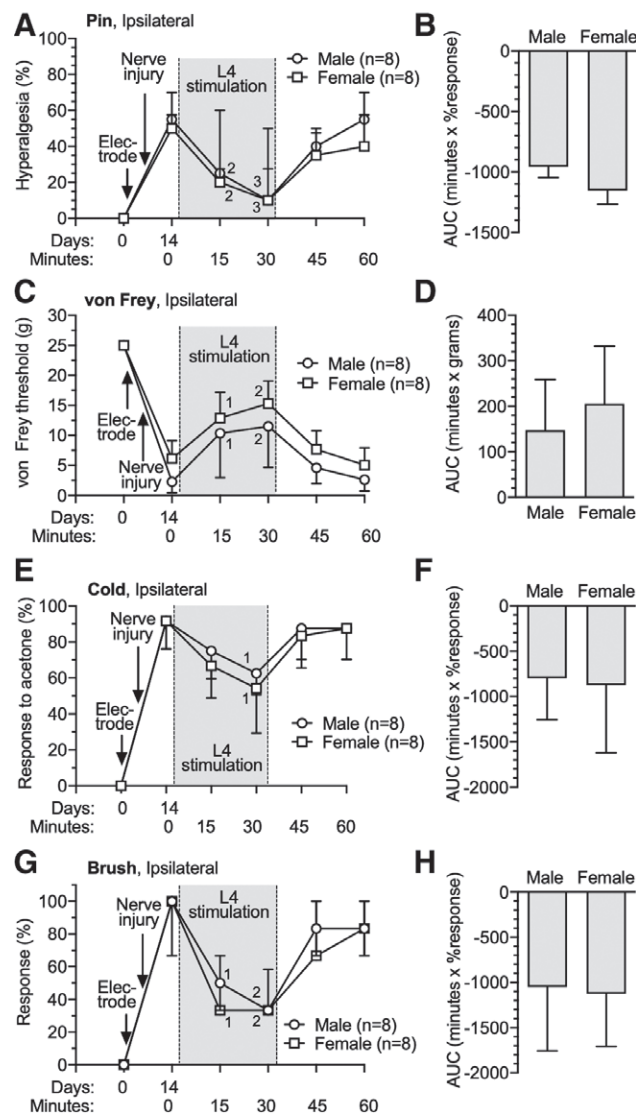 A Pin, Ipsilateral
Hyperalgesia (%)
100
80
60
40
20
0
Nerve
injury
Elec-
trode
L4
stimulation
Male (n=8)
Female (n=8)
2
2
3
3
Days: 0 14
Minutes: 0 15 30 45 60
B
Male Female
AUC (minutes x %response)
0
-500
-1000
-1500
C von Frey, Ipsilateral
von Frey threshold (g)
30
25
20
15
10
5
0
L4
stimulation
Male (n=8)
Female (n=8)
Elec-
trode
Nerve
injury
1
1
2
2
Days: 0 14
Minutes: 0 15 30 45 60
D
AUC (minutes x grams)
400
300
200
100
0
Male Female
E Cold, Ipsilateral
Response to acetone (%)
100
80
60
40
20
0
Nerve
injury
Elec-
trode
1
1
Male (n=8)
Female (n=8)
L4
stimulation
Days: 0 14
Minutes: 0 15 30 45 60
F
Male Female
AUC (minutes x %response)
0
-500
-1000
-1500
-2000
G Brush, Ipsilateral
Response (%)
100
80
60
40
20
0
Nerve
injury
Elec-
trode
L4
stimulation
1
1
2
2
Male (n=8)
Female (n=8)
Days: 0 14
Minutes: 0 15 30 45 60
H
Male Female
AUC (minutes x %response)
0
-500
-1000
-1500
-2000